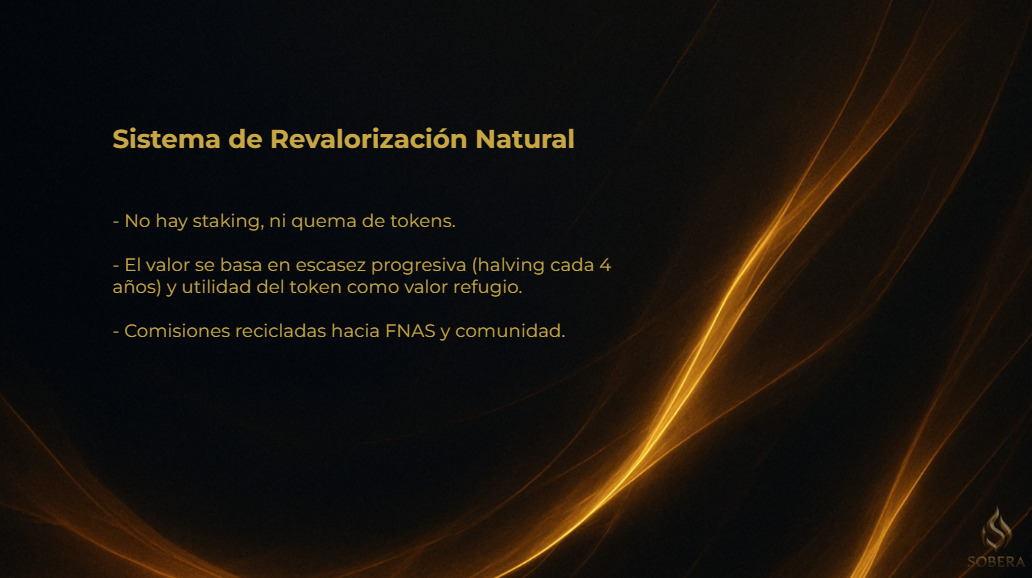 Sistema de Revalorización Natural
- No hay staking, ni quema de tokens.
- El valor se basa en escasez progresiva (halving cada 4
años) y utilidad del token como valor refugio.
- Comisiones recicladas hacia FNAS y comunidad.
SOBERA